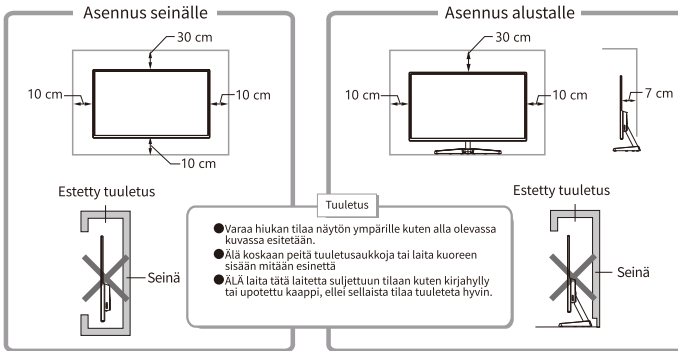 Asennus seinälle
30 cm
10 cm
10 cm
10 cm
Estetty tuuletus
Seinä
Asennus alustalle
30 cm
10 cm
10 cm
7 cm
Estetty tuuletus
Seinä
Tuuletus
●Varaa hiukan tilaa näytön ympärille kuten alla olevassa
kuvassa esitetään.
●Älä koskaan peitä tuuletusaukkoja tai laita kuoreen
sisään mitään esinettä
●ÄLÄ laita tätä laitetta suljettuun tilaan kuten kirjahylly
tai upotettu kaappi, ellei sellaista tilaa tuuleteta hyvin.